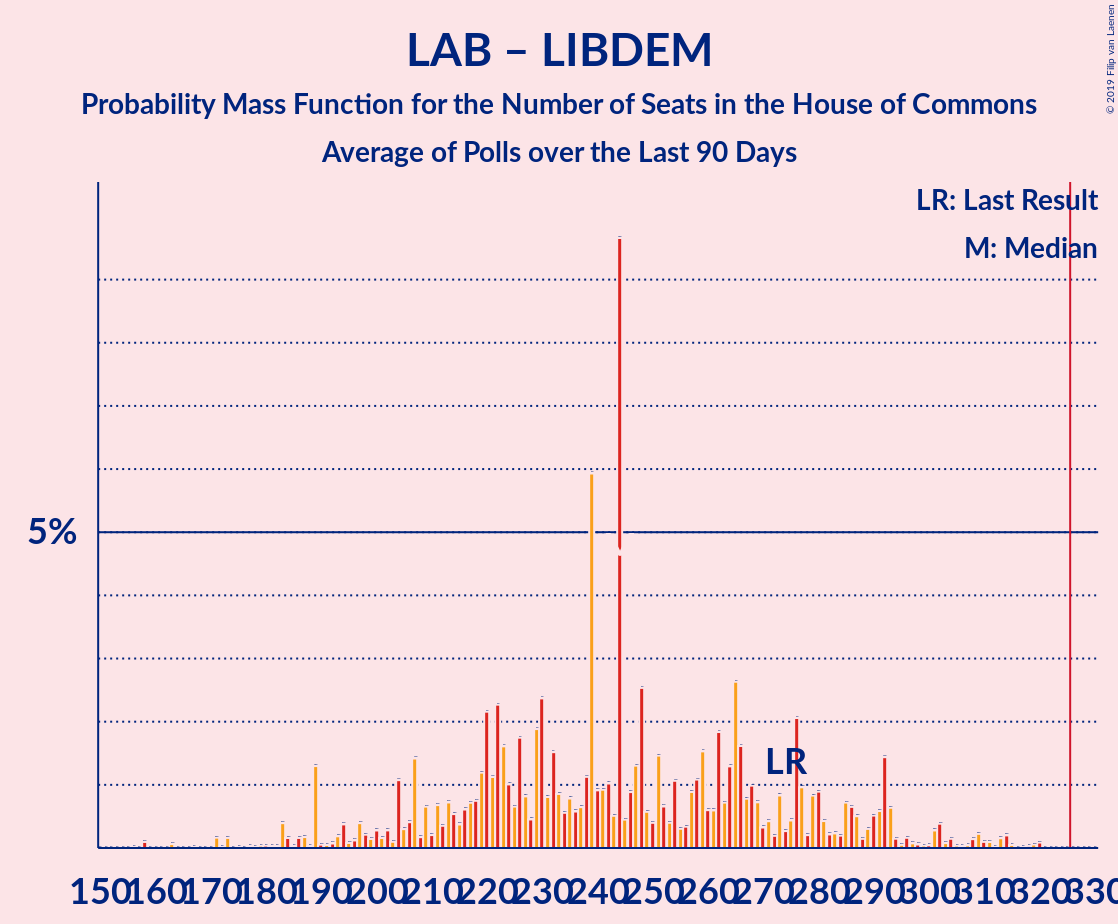 LAB – LIBDEM
Probability Mass Function for the Number of Seats in the House of Commons
Average of Polls over the Last 90 Days
© 2019 Filip van Laenen
LR: Last Result
M: Median
5%
LR
150 160 170 180 190 200 210 220 230 240 250 260 270 280 290 300 310 320 330